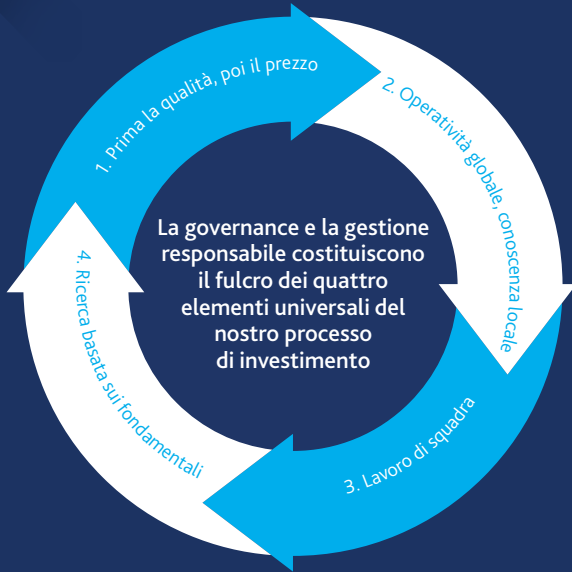 1. Prima la qualità, poi il prezzo
2. Operatività globale, conoscenza locale
La governance e la gestione
responsabile costituiscono
il fulcro dei quattro
elementi universali del
nostro processo
di investimento
3. Lavoro di squadra
4. Ricerca basata sui fondamentali